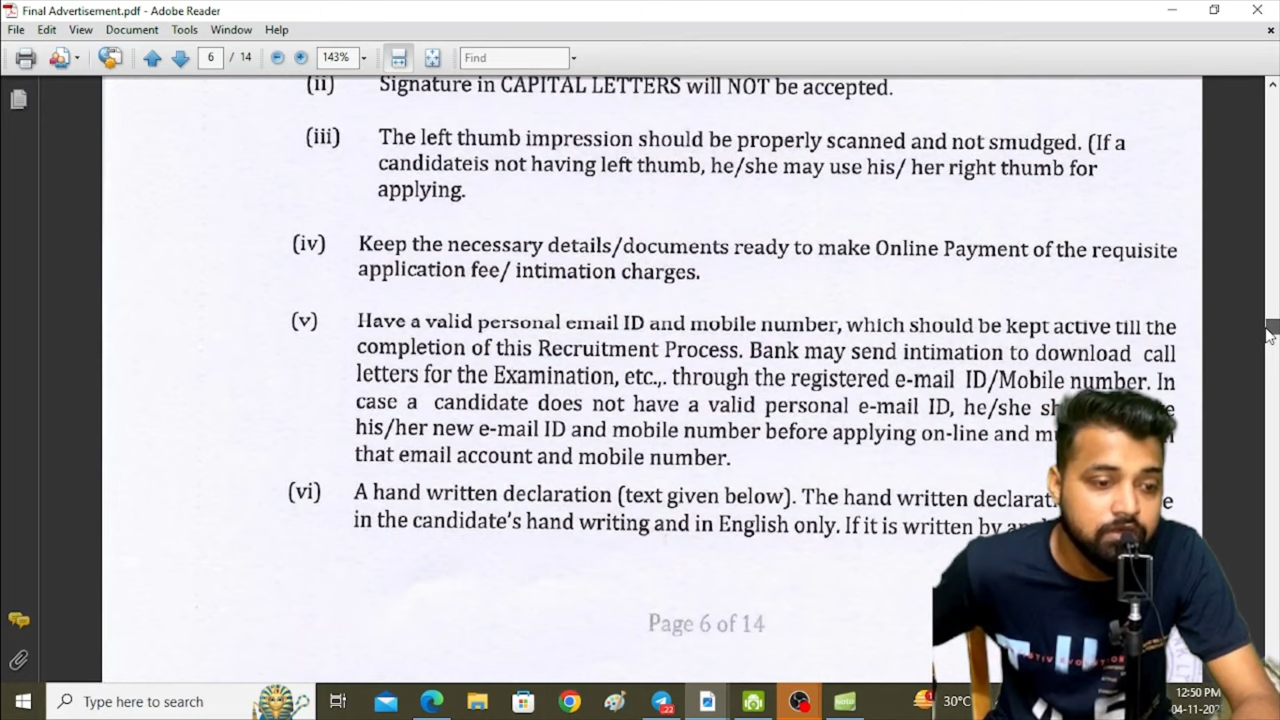 Final Advertisement.pdf - Adobe Reader
File Edit View Document Tools Window Help
6 / 14 143% Find
(ii) Signature in CAPITAL LETTERS will NOT be accepted.
(iii) The left thumb impression should be properly scanned and not smudged. (If a
candidateis not having left thumb, he/she may use his/ her right thumb for
applying.
(iv) Keep the necessary details/documents ready to make Online Payment of the requisite
application fee/ intimation charges.
(v) Have a valid personal email ID and mobile number, which should be kept active till the
completion of this Recruitment Process. Bank may send intimation to download call
letters for the Examination, etc.,. through the registered e-mail ID/Mobile number. In
case a candidate does not have a valid personal e-mail ID, he/she
his/her new e-mail ID and mobile number before applying on-line and
that email account and mobile number.
(vi) A hand written declaration (text given below). The hand written
in the candidate's hand writing and in English only. If it is written by
Page 6 of 14
Type here to search
22
Note
1
30°C
12:50 PM
04-11-20